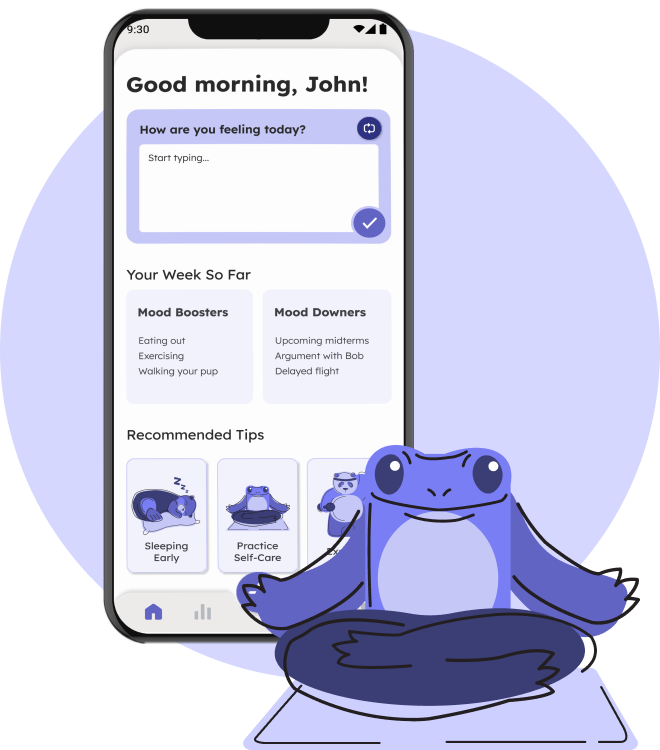 9:30
Good morning, John!
How are you feeling today?
Start typing...
Your Week So Far
Mood Boosters
Eating out
Exercising
Walking your pup
Mood Downers
Upcoming midterms
Argument with Bob
Delayed flight
Recommended Tips
z z z
Sleeping
Early
Practice
Self-Care